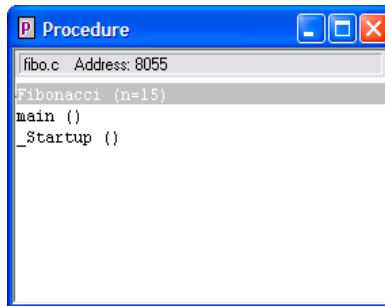 P Procedure
fibo.c Address: 8055
Fibonacci (n=15)
main ()
_Startup ()